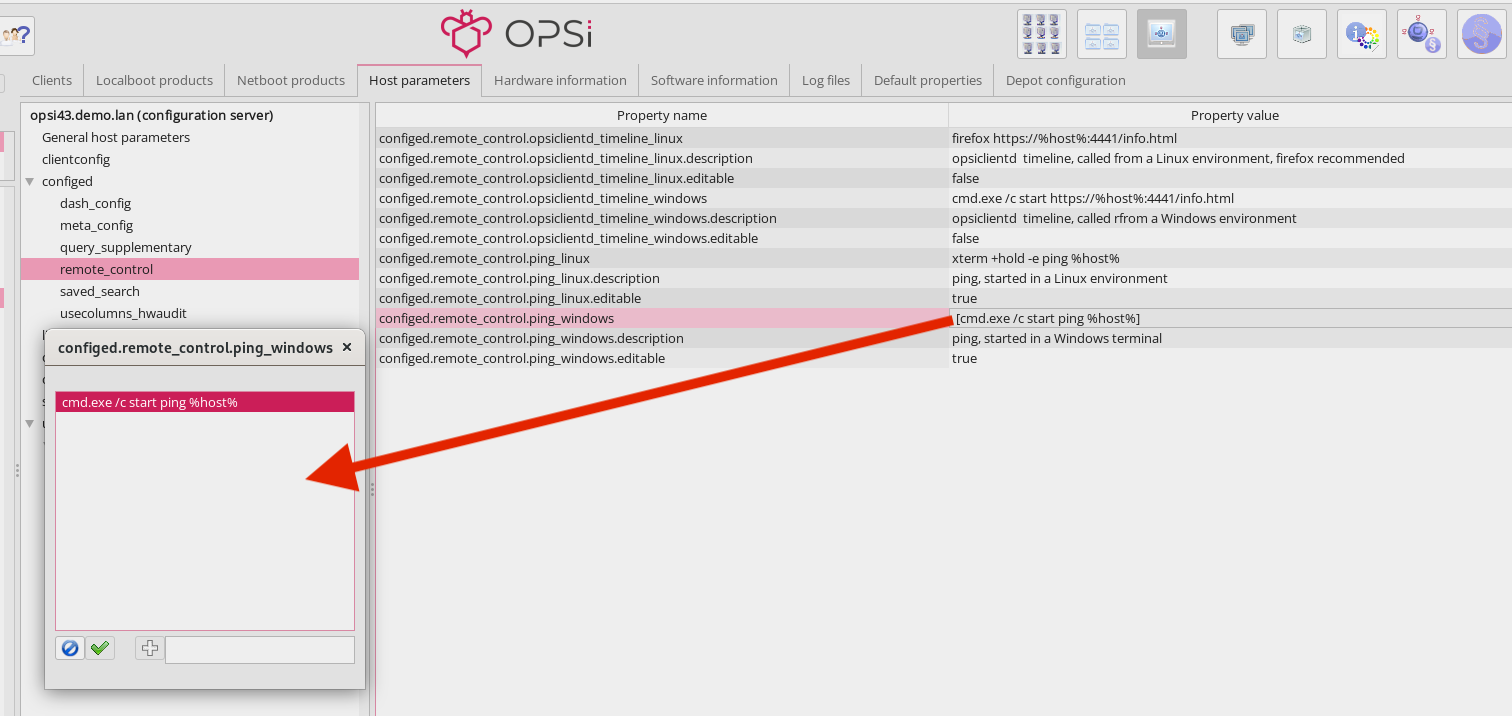 OPSi
Clients
Localboot products
Netboot products
Host parameters
Hardware information
Software information
Log files
Default properties
Depot configuration
opsi43.demo.lan (configuration server)
General host parameters
clientconfig
configed
dash_config
meta_config
query_supplementary
remote_control
saved_search
usecolumns_hwaudit
Property name Property value
configed.remote_control.opsiclientd_timeline_linux firefox https://%host%:4441/info.html
configed.remote_control.opsiclientd_timeline_linux.description opsiclientd  timeline, called from a Linux environment, firefox recommended
configed.remote_control.opsiclientd_timeline_linux.editable false
configed.remote_control.opsiclientd_timeline_windows cmd.exe /c start https://%host%:4441/info.html
configed.remote_control.opsiclientd_timeline_windows.description opsiclientd  timeline, called rfrom a Windows environment
configed.remote_control.opsiclientd_timeline_windows.editable false
configed.remote_control.ping_linux xterm +hold -e ping %host%
configed.remote_control.ping_linux.description ping, started in a Linux environment
configed.remote_control.ping_linux.editable true
configed.remote_control.ping_windows [cmd.exe /c start ping %host%]
configed.remote_control.ping_windows.description ping, started in a Windows terminal
configed.remote_control.ping_windows.editable true
configed.remote_control.ping_windows
cmd.exe /c start ping %host%